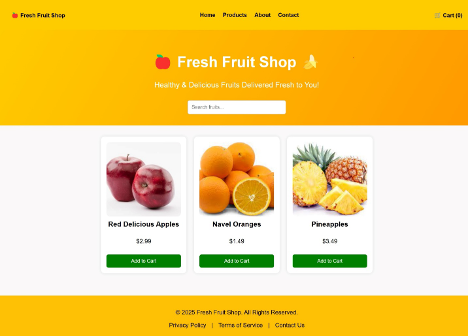 Fresh Fruit Shop
Home Products About Contact
Cart (0)
Fresh Fruit Shop
Healthy & Delicious Fruits Delivered Fresh to You!
Search fruits...
Red Delicious Apples
Navel Oranges
Pineapples
$2.99
$1.49
$3.49
Add to Cart
Add to Cart
Add to Cart
© 2025 Fresh Fruit Shop. All Rights Reserved.
Privacy Policy | Terms of Service | Contact Us